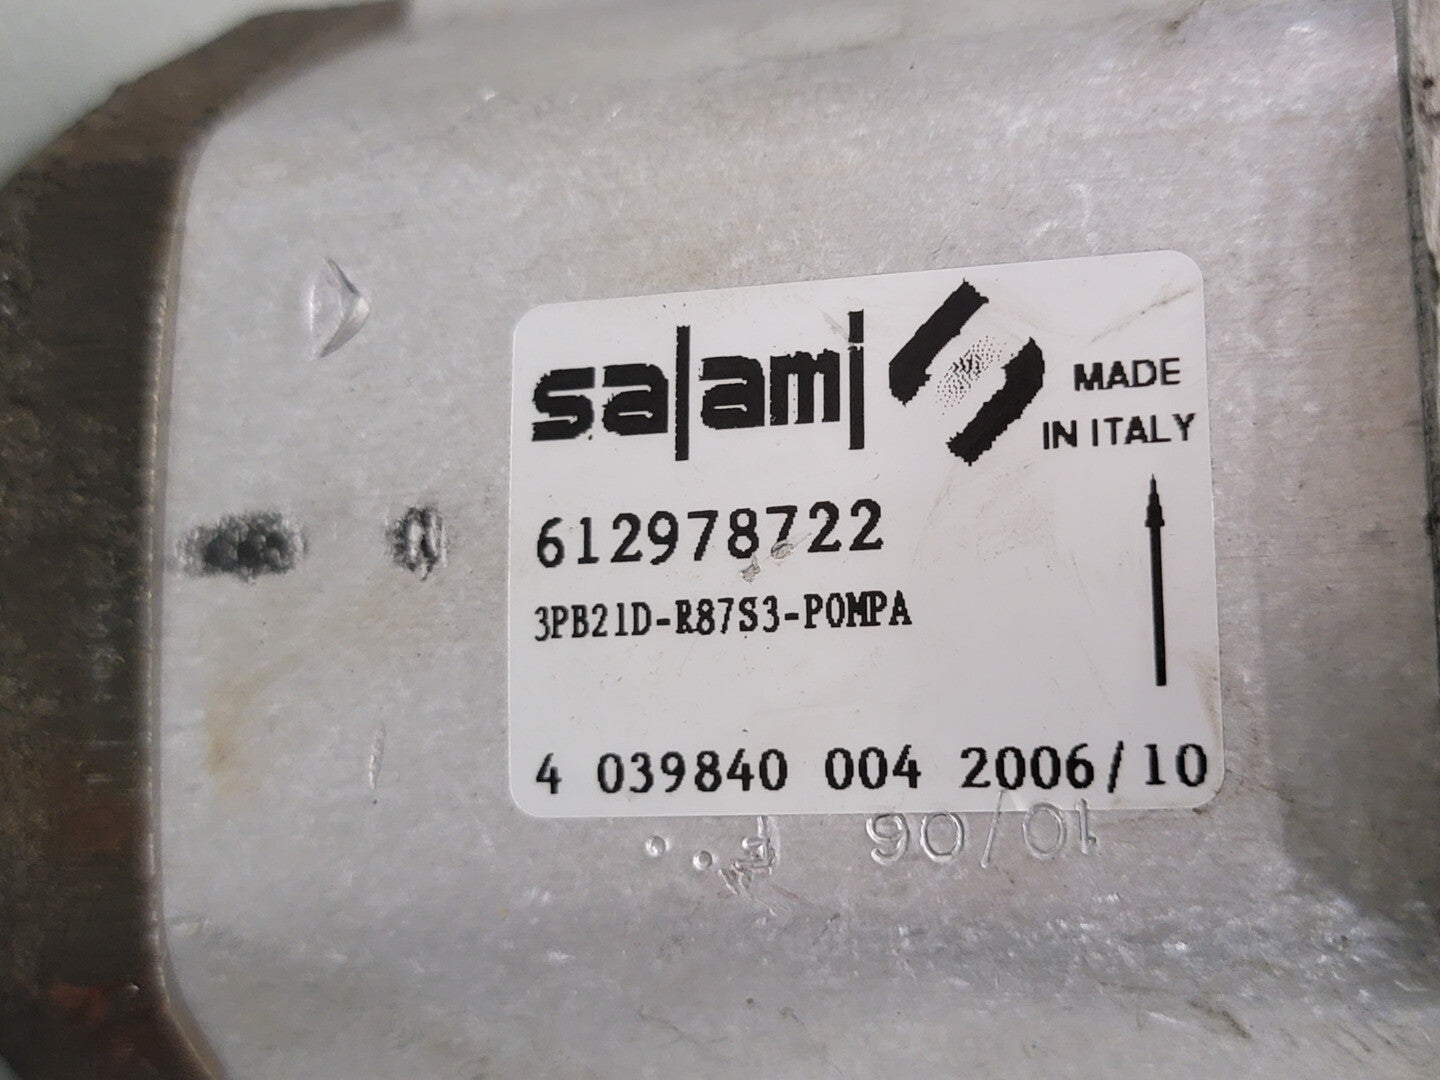 salami
MADE
IN ITALY
612978722
3PB21D-R87S3-POMPA
4 039840 004 2006/10
10/06